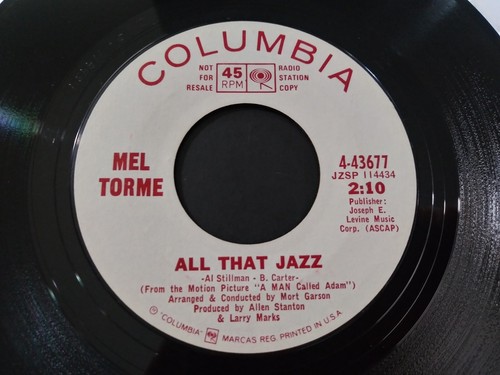 COLUMBIA
NOT FOR RESALE
45 RPM
RADIO STATION COPY
MEL TORME
4-43677
JZSP 114434
2:10
Publisher:
Joseph E.
Levine Music
Corp. (ASCAP)
ALL THAT JAZZ
-Al Stillman - B. Carter-
(From the Motion Picture "A MAN Called Adam")
Arranged & Conducted by Mort Garson
Produced by Allen Stanton
& Larry Marks
℗ 'COLUMBIA' MARCAS REG. PRINTED IN U.S.A.